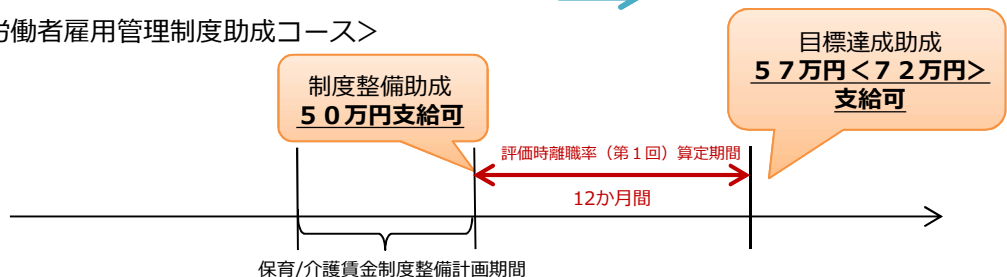 労働者雇用管理制度助成コース＞
目標達成助成
５７万円＜７２万円＞
支給可
制度整備助成
５０万円支給可
評価時離職率（第１回）算定期間
12か月間
保育/介護賃金制度整備計画期間